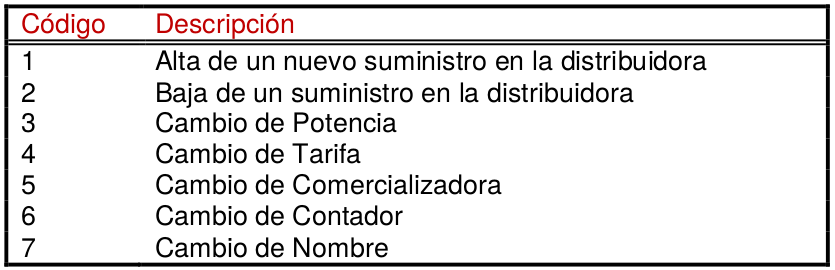 Código Descripción
1 Alta de un nuevo suministro en la distribuidora
2 Baja de un suministro en la distribuidora
3 Cambio de Potencia
4 Cambio de Tarifa
5 Cambio de Comercializadora
6 Cambio de Contador
7 Cambio de Nombre